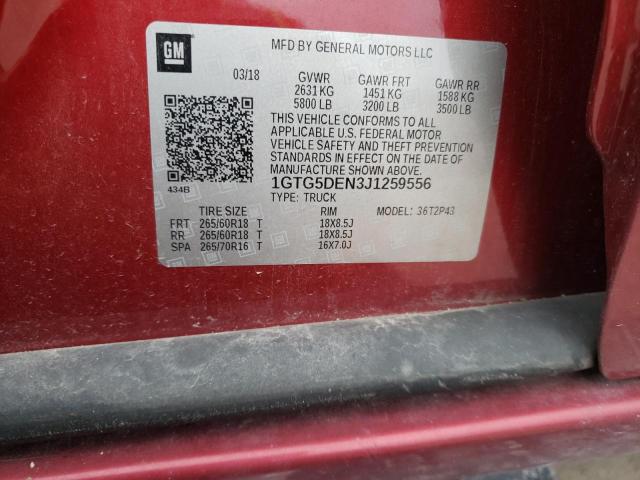 GM
MFD BY GENERAL MOTORS LLC
03/18 GVWR GAWR FRT GAWR RR
2631 KG 1451 KG 1588 KG
5800 LB 3200 LB 3500 LB
THIS VEHICLE CONFORMS TO ALL
APPLICABLE U.S. FEDERAL MOTOR
VEHICLE SAFETY AND THEFT PREVENTION
STANDARDS IN EFFECT ON THE DATE OF
MANUFACTURE SHOWN ABOVE.
434B
1GTG5DEN3J1259556
TYPE: TRUCK
TIRE SIZE RIM MODEL: 36T2P43
FRT 265/60R18 T 18X8.5J
RR 265/60R18 T 18X8.5J
SPA 265/70R16 T 16X7.0J